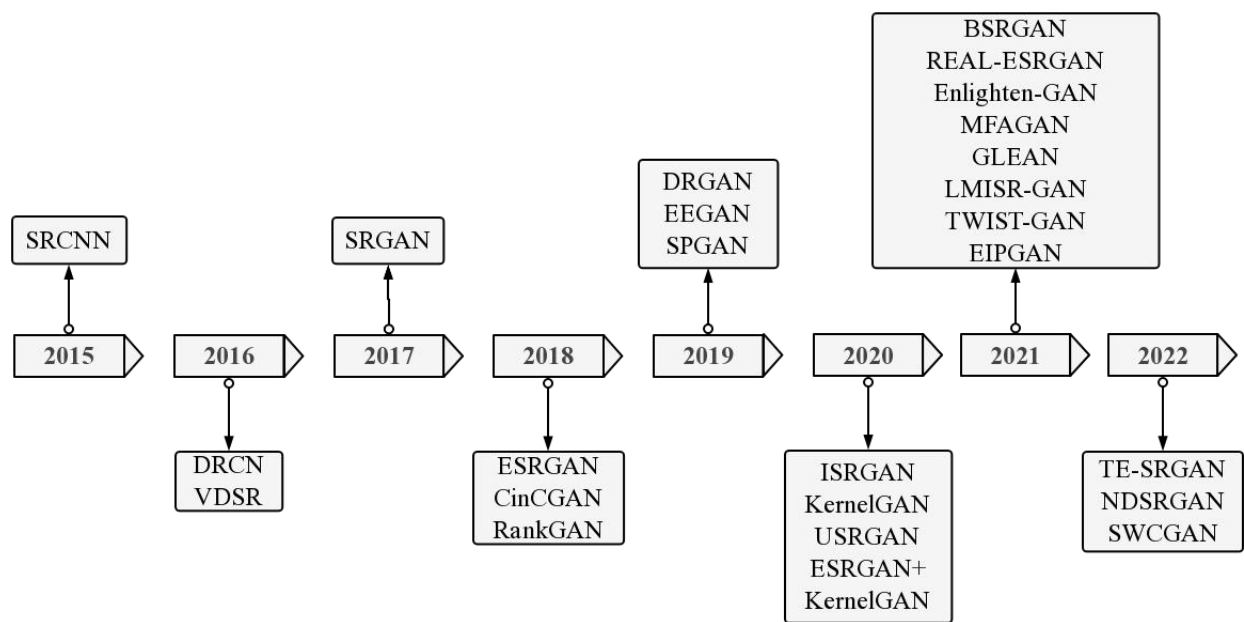 BSRGAN
REAL-ESRGAN
Enlighten-GAN
MFAGAN
GLEAN
LMISR-GAN
TWIST-GAN
EIPGAN
DRGAN
EEGAN
SPGAN
SRCNN
SRGAN
2015
2016
2017
2018
2019
2020
2021
2022
DRCN
VDSR
ESRGAN
CinCGAN
RankGAN
ISRGAN
KernelGAN
USRGAN
ESRGAN+
KernelGAN
TE-SRGAN
NDSRGAN
SWCGAN